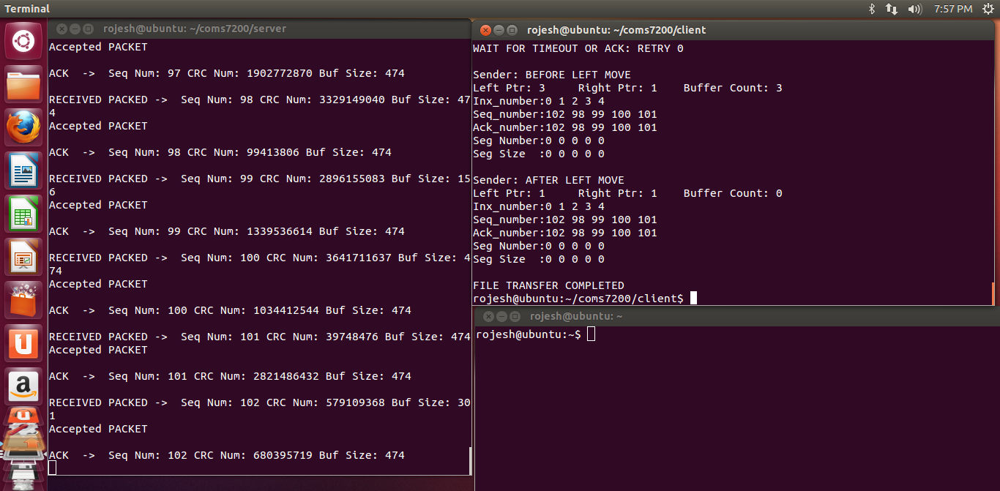 Terminal
7:57 PM
rojesh@ubuntu: ~/coms7200/server
Accepted PACKET
ACK  ->  Seq Num: 97 CRC Num: 1902772870 Buf Size: 474
RECEIVED PACKED ->  Seq Num: 98 CRC Num: 3329149040 Buf Size: 47
4
Accepted PACKET
ACK  ->  Seq Num: 98 CRC Num: 99413806 Buf Size: 474
RECEIVED PACKED ->  Seq Num: 99 CRC Num: 2896155083 Buf Size: 15
6
Accepted PACKET
ACK  ->  Seq Num: 99 CRC Num: 1339536614 Buf Size: 474
RECEIVED PACKED ->  Seq Num: 100 CRC Num: 3641711637 Buf Size: 4
74
Accepted PACKET
ACK  ->  Seq Num: 100 CRC Num: 1034412544 Buf Size: 474
RECEIVED PACKED ->  Seq Num: 101 CRC Num: 39748476 Buf Size: 474
Accepted PACKET
ACK  ->  Seq Num: 101 CRC Num: 2821486432 Buf Size: 474
RECEIVED PACKED ->  Seq Num: 102 CRC Num: 579109368 Buf Size: 30
1
Accepted PACKET
ACK  ->  Seq Num: 102 CRC Num: 680395719 Buf Size: 474
rojesh@ubuntu: ~/coms7200/client
WAIT FOR TIMEOUT OR ACK: RETRY 0
Sender: BEFORE LEFT MOVE
Left Ptr: 3     Right Ptr: 1    Buffer Count: 3
Inx_number:0 1 2 3 4
Seq_number:102 98 99 100 101
Ack_number:102 98 99 100 101
Seg Number:0 0 0 0 0
Seg Size  :0 0 0 0 0
Sender: AFTER LEFT MOVE
Left Ptr: 1     Right Ptr: 1    Buffer Count: 0
Inx_number:0 1 2 3 4
Seq_number:102 98 99 100 101
Ack_number:102 98 99 100 101
Seg Number:0 0 0 0 0
Seg Size  :0 0 0 0 0
FILE TRANSFER COMPLETED
rojesh@ubuntu:~/coms7200/client$
rojesh@ubuntu: ~
rojesh@ubuntu:~$